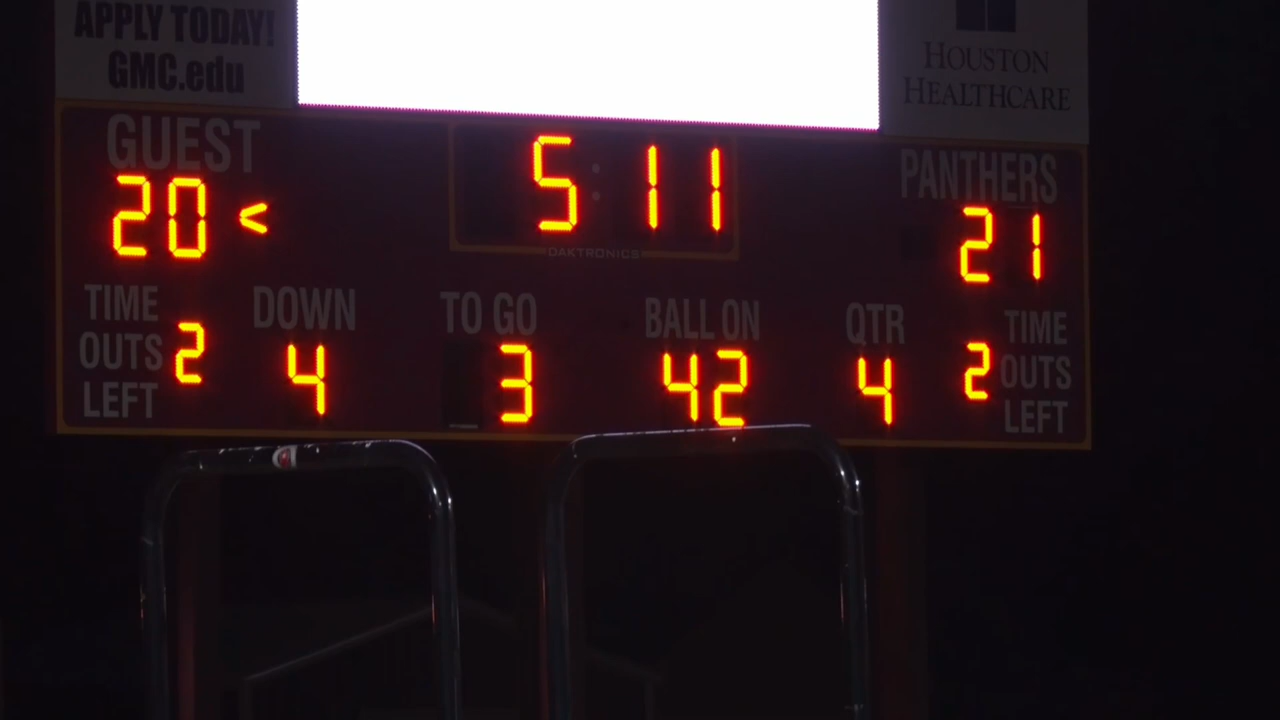 APPLY TODAY!
GMC.edu
HOUSTON
HEALTHCARE
GUEST
20 <
5:11
DAKTRONICS
PANTHERS
21
TIME
OUTS
LEFT
2
DOWN
4
TO GO
3
BALL ON
42
QTR
4
2
TIME
OUTS
LEFT